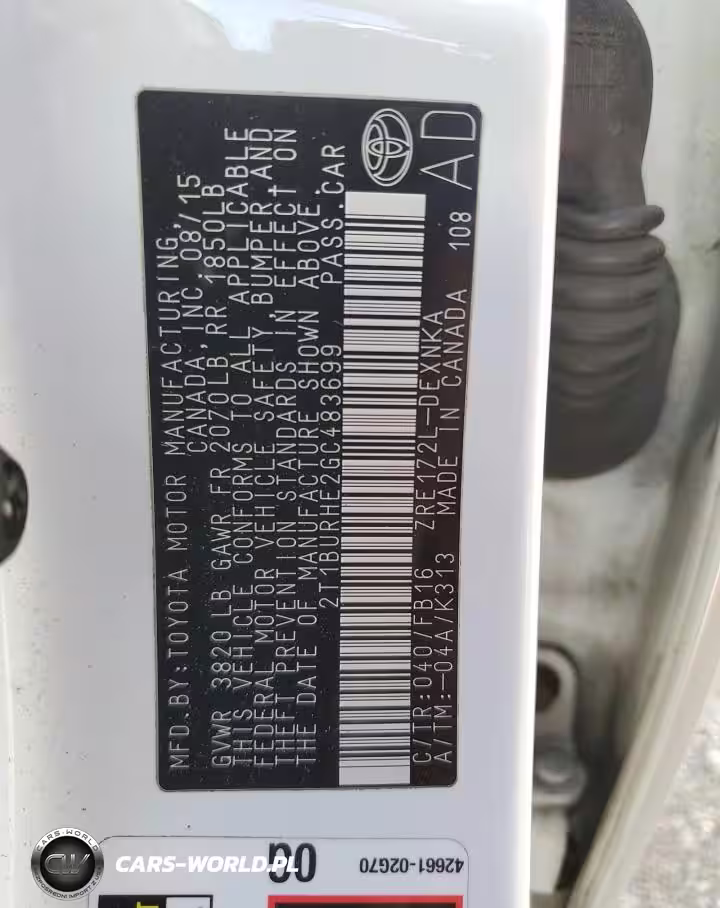 MFD.BY:TOYOTA MOTOR MANUFACTURING,
CANADA, INC. 08/15
GVWR 3820 LB GAWR FR 2070LB, RR 1850LB
THIS VEHICLE CONFORMS TO ALL APPLICABLE
FEDERAL MOTOR VEHICLE SAFETY, BUMPER AND
THEFT PREVENTION STANDARDS IN EFFECT ON
THE DATE OF MANUFACTURE SHOWN ABOVE.
2T1BURHE2GC483699 PASS.CAR
C/TR:040/FB16 ZRE172L-DEXNKA
A/TM:-04A/K313 MADE IN CANADA 108
AD
42661-02G70
CARS-WORLD
CW
CARS-WORLD.PL